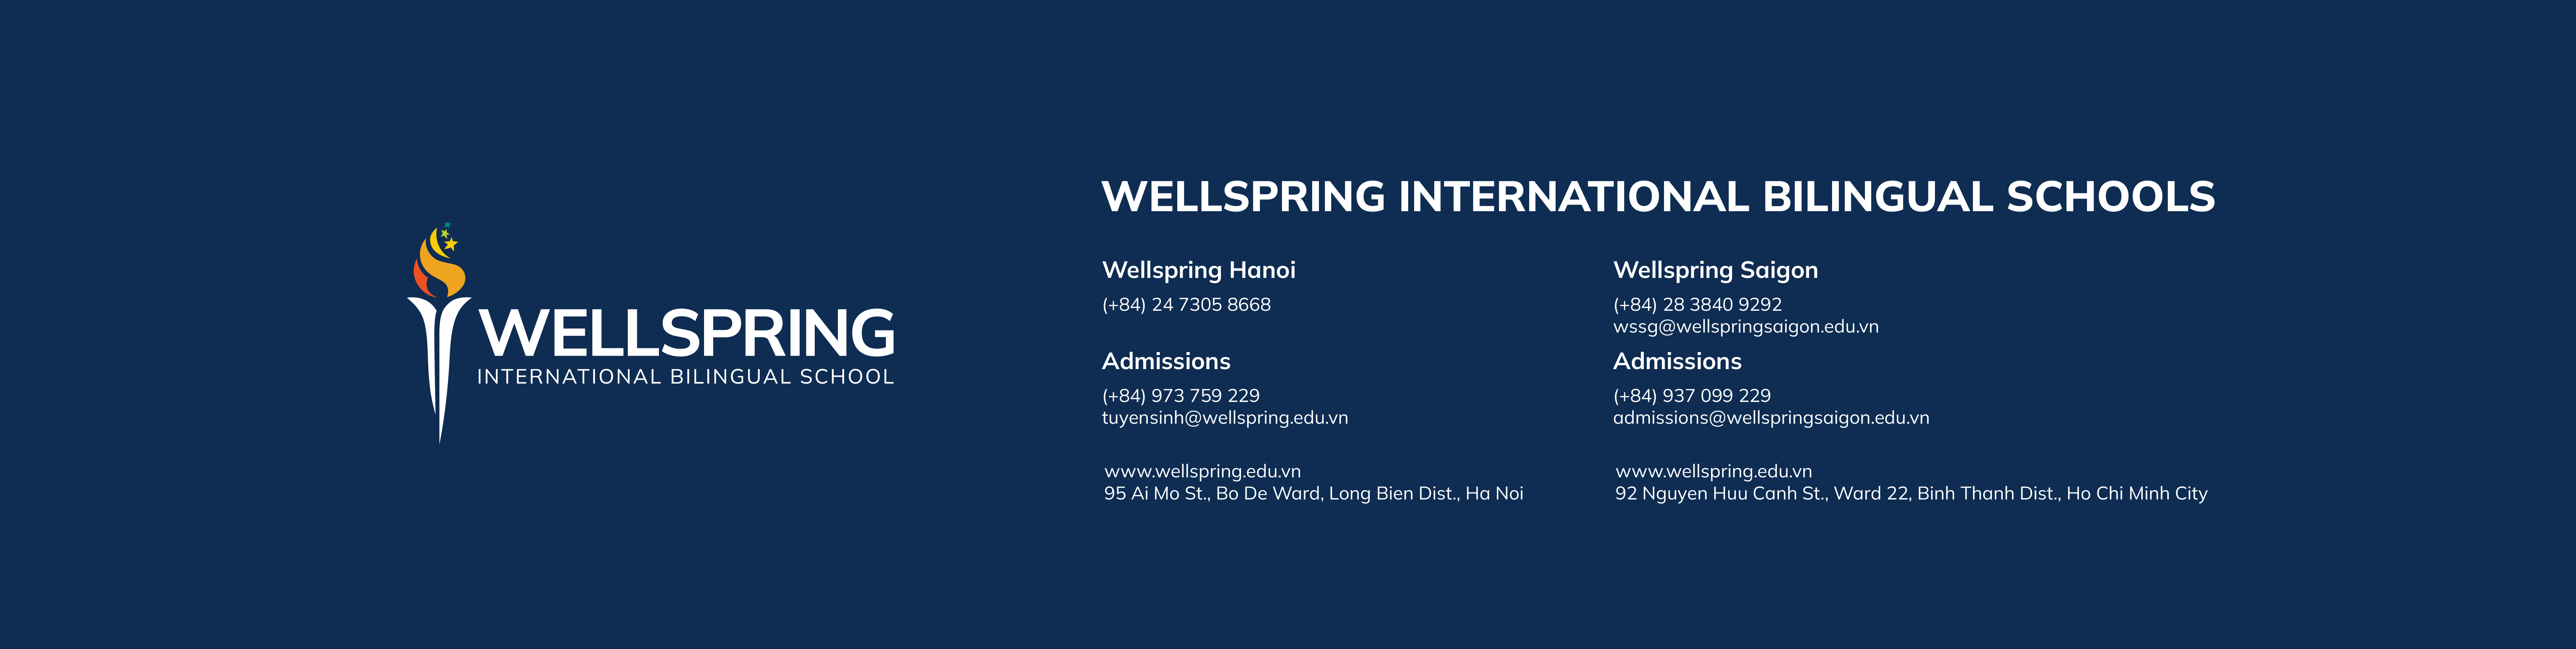 WELLSPRING
INTERNATIONAL BILINGUAL SCHOOL
WELLSPRING INTERNATIONAL BILINGUAL SCHOOLS
Wellspring Hanoi
(+84) 24 7305 8668
Admissions
(+84) 973 759 229
tuyensinh@wellspring.edu.vn
www.wellspring.edu.vn
95 Ai Mo St., Bo De Ward, Long Bien Dist., Ha Noi
Wellspring Saigon
(+84) 28 3840 9292
wssg@wellspringsaigon.edu.vn
Admissions
(+84) 937 099 229
admissions@wellspringsaigon.edu.vn
www.wellspring.edu.vn
92 Nguyen Huu Canh St., Ward 22, Binh Thanh Dist., Ho Chi Minh City